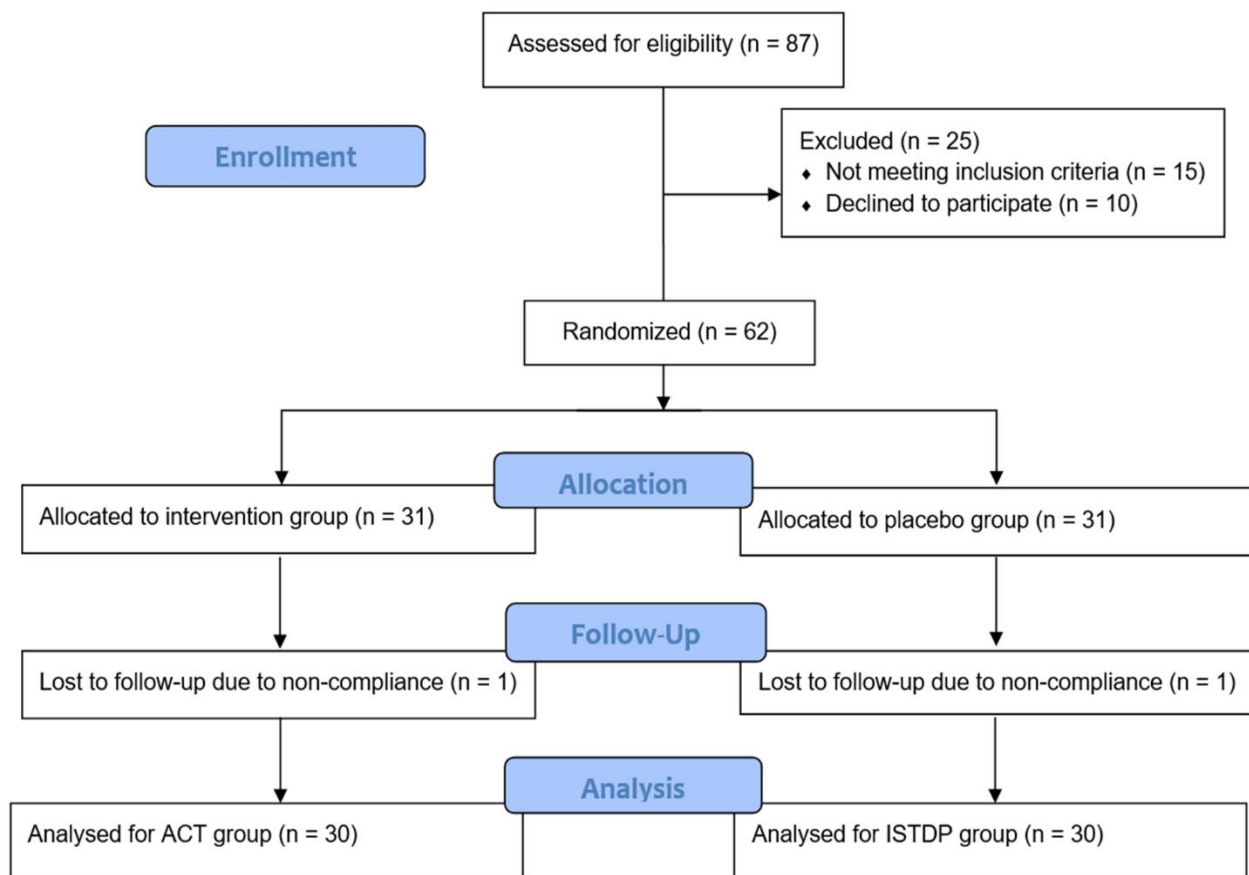 Assessed for eligibility (n = 87)
Enrollment
Excluded (n = 25)
♦ Not meeting inclusion criteria (n = 15)
♦ Declined to participate (n = 10)
Randomized (n = 62)
Allocation
Allocated to intervention group (n = 31)
Allocated to placebo group (n = 31)
Follow-Up
Lost to follow-up due to non-compliance (n = 1)
Lost to follow-up due to non-compliance (n = 1)
Analysis
Analysed for ACT group (n = 30)
Analysed for ISTDP group (n = 30)